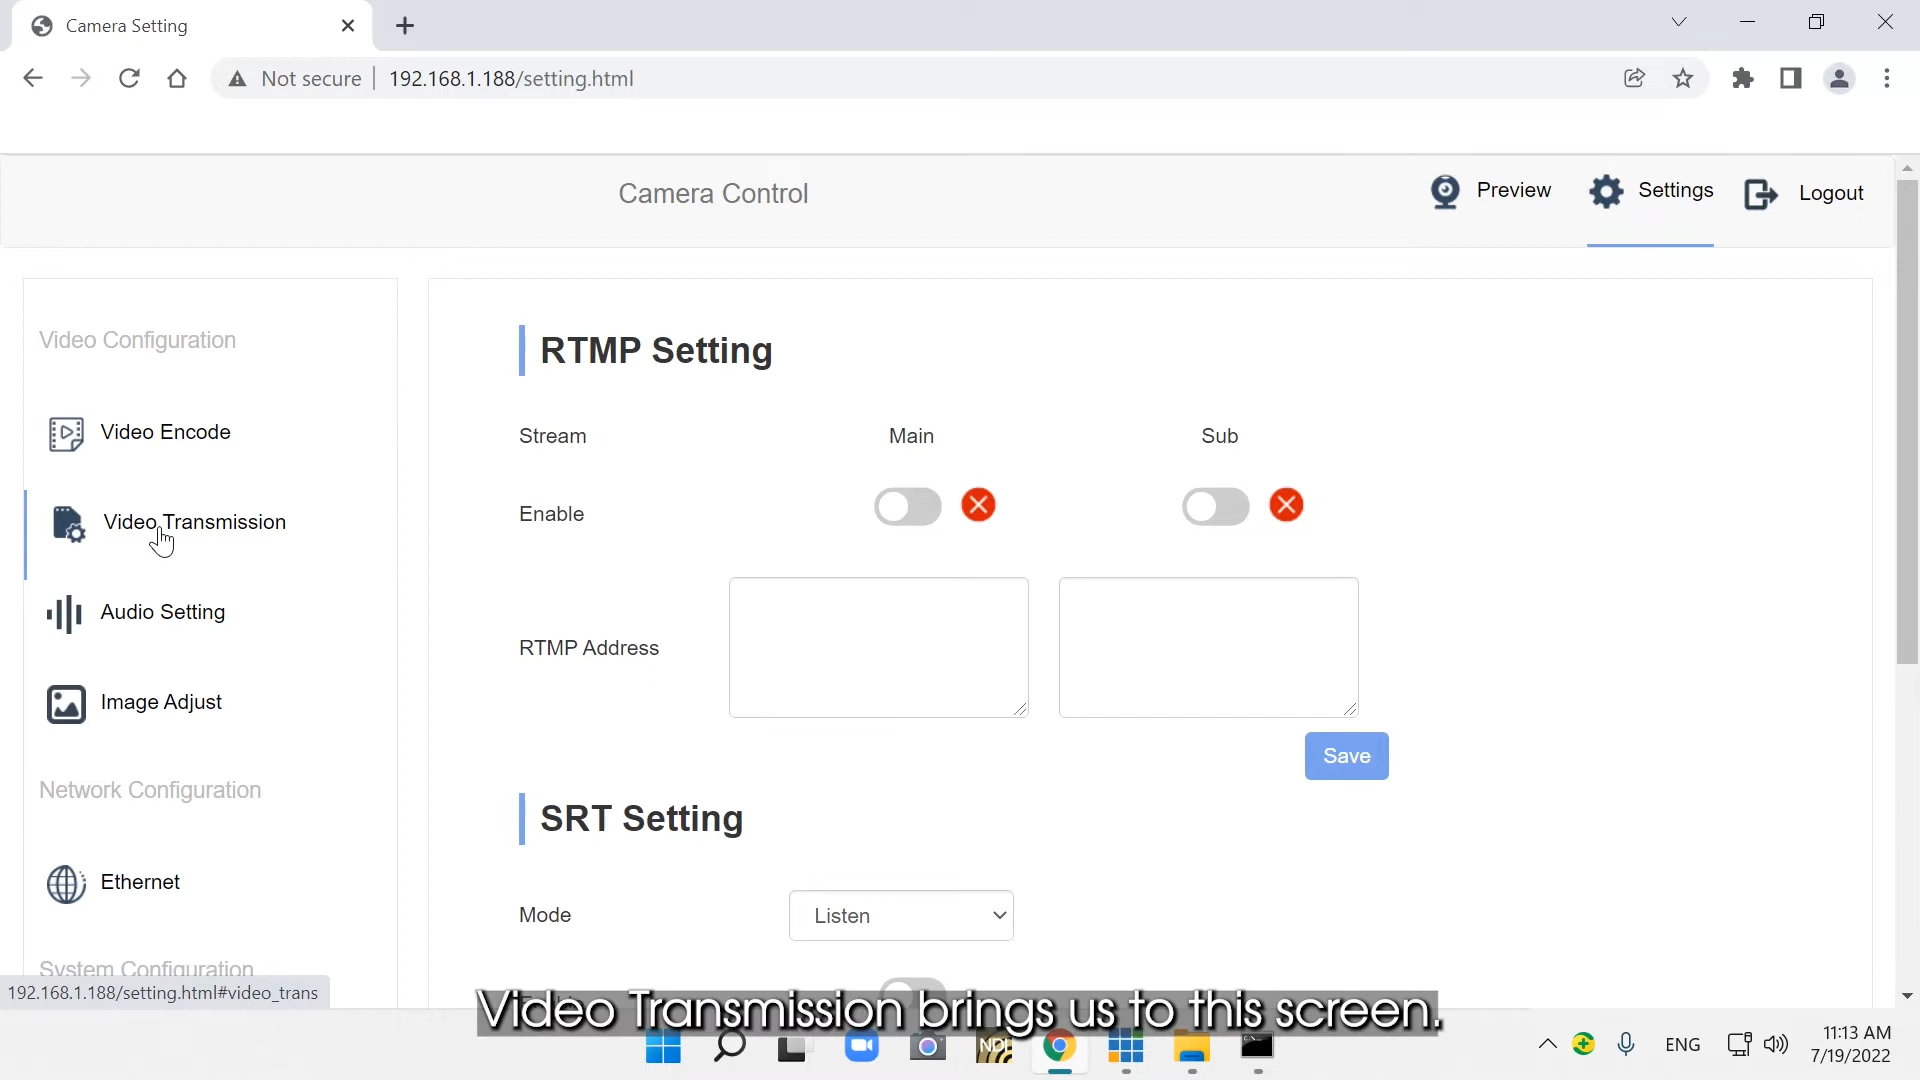 Camera Setting
Not secure
192.168.1.188/setting.html
Camera Control
Preview
Settings
Logout
Video Configuration
Video Encode
Video Transmission
Audio Setting
Image Adjust
Network Configuration
Ethernet
System Configuration
192.168.1.188/setting.html#video_trans
RTMP Setting
Stream
Main
Sub
Enable
RTMP Address
Save
SRT Setting
Mode
Listen
Video Transmission brings us to this screen.
NDI
ENG
11:13 AM
7/19/2022